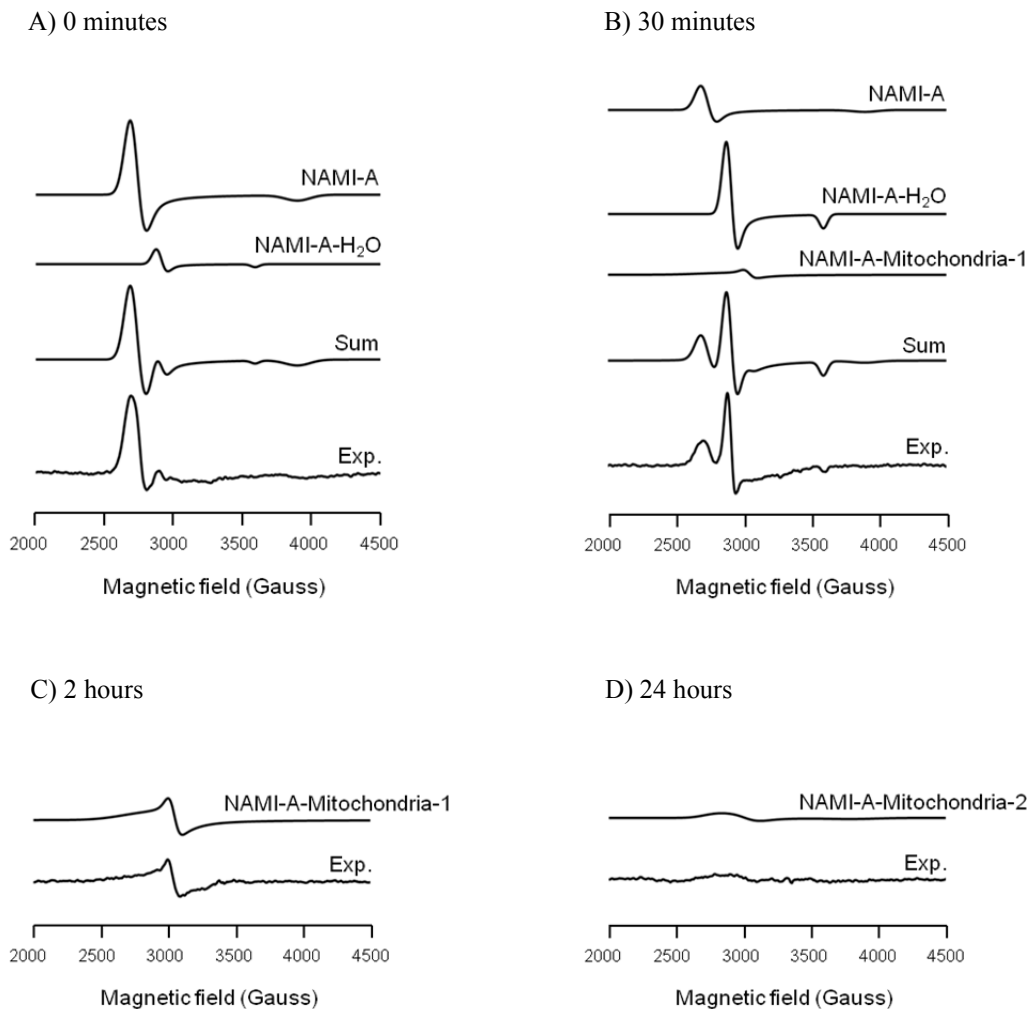 A) 0 minutes
NAMI-A
NAMI-A-H₂O
Sum
Exp.
2000 2500 3000 3500 4000 4500
Magnetic field (Gauss)
B) 30 minutes
NAMI-A
NAMI-A-H₂O
NAMI-A-Mitochondria-1
Sum
Exp.
2000 2500 3000 3500 4000 4500
Magnetic field (Gauss)
C) 2 hours
NAMI-A-Mitochondria-1
Exp.
2000 2500 3000 3500 4000 4500
Magnetic field (Gauss)
D) 24 hours
NAMI-A-Mitochondria-2
Exp.
2000 2500 3000 3500 4000 4500
Magnetic field (Gauss)